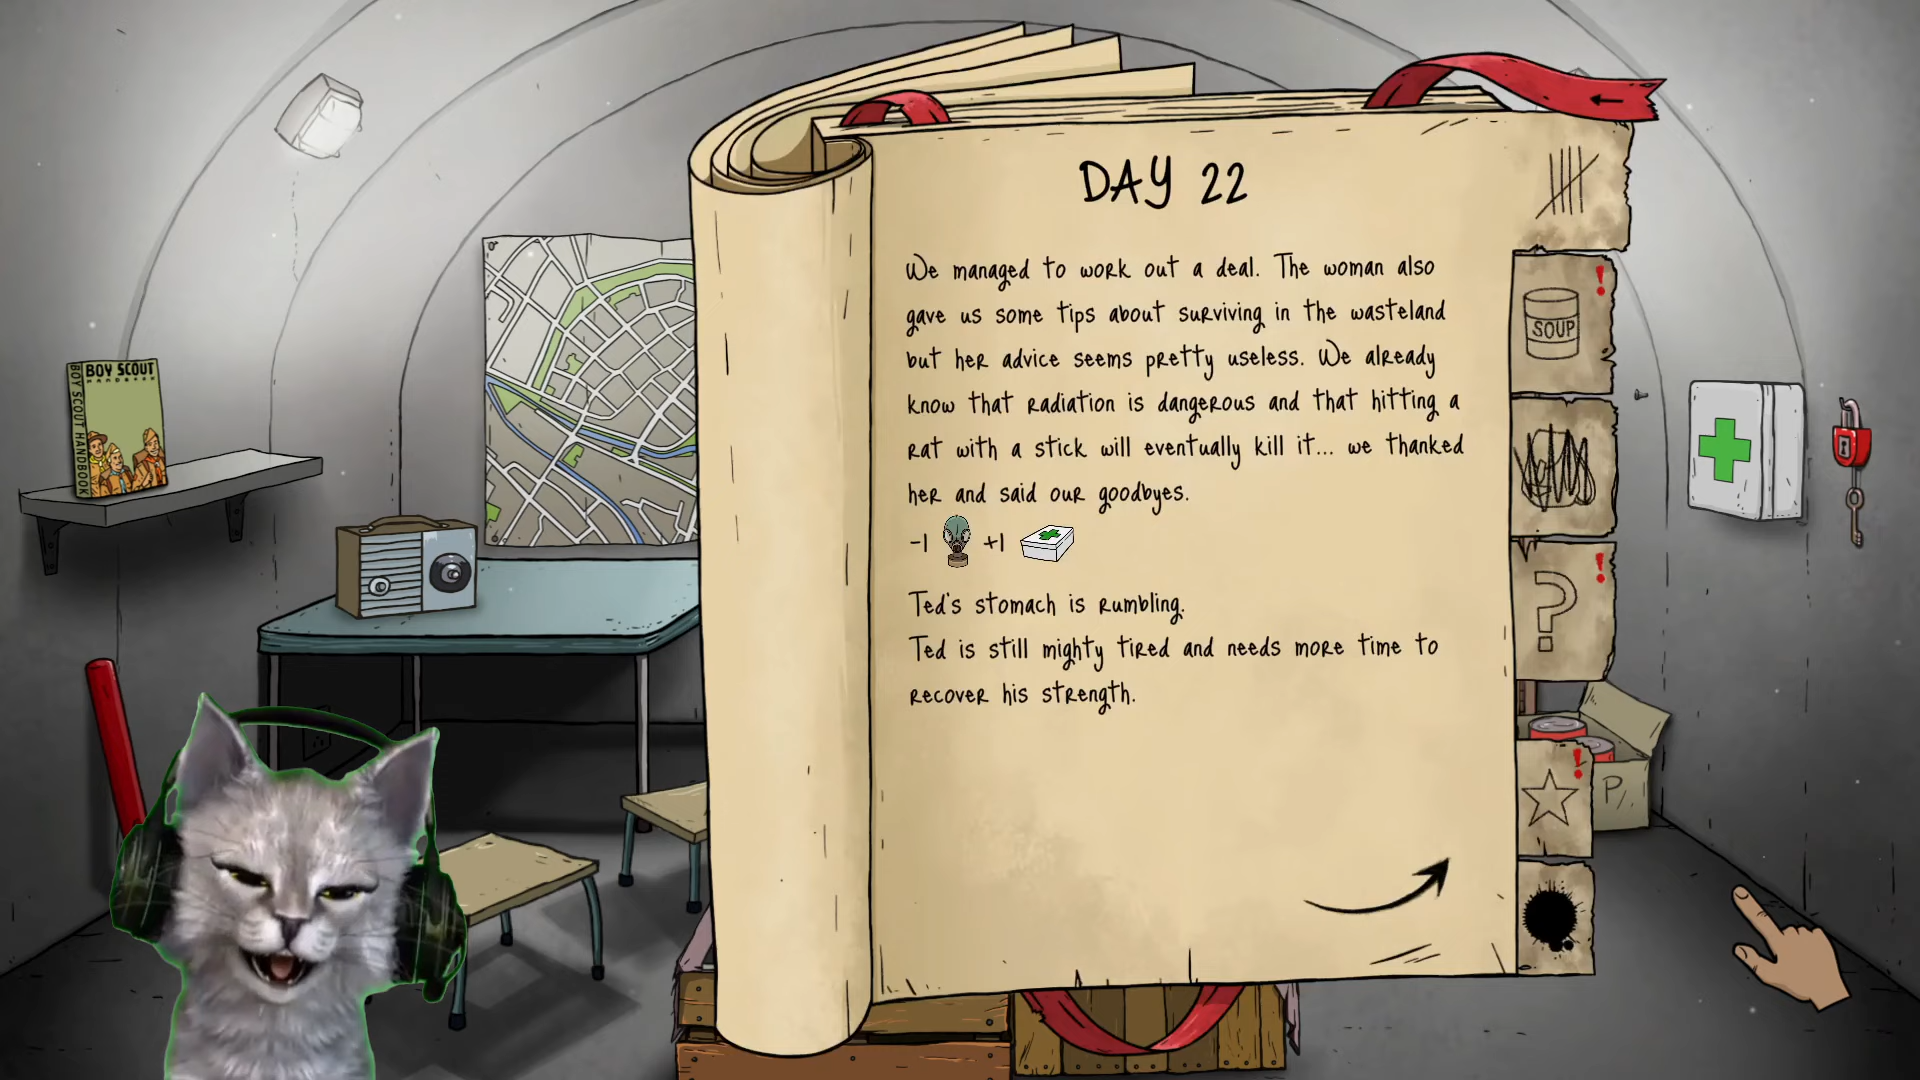 DAY 22
We managed to work out a deal. The woman also
gave us some tips about surviving in the wasteland
but her advice seems pretty useless. We already
know that radiation is dangerous and that hitting a
rat with a stick will eventually kill it... we thanked
her and said our goodbyes.
-1 +1
Ted's stomach is rumbling.
Ted is still mighty tired and needs more time to
recover his strength.
!
SOUP
!
?
!
P/.
BOY SCOUT
HANDBOOK
BOY SCOUT HANDBOOK